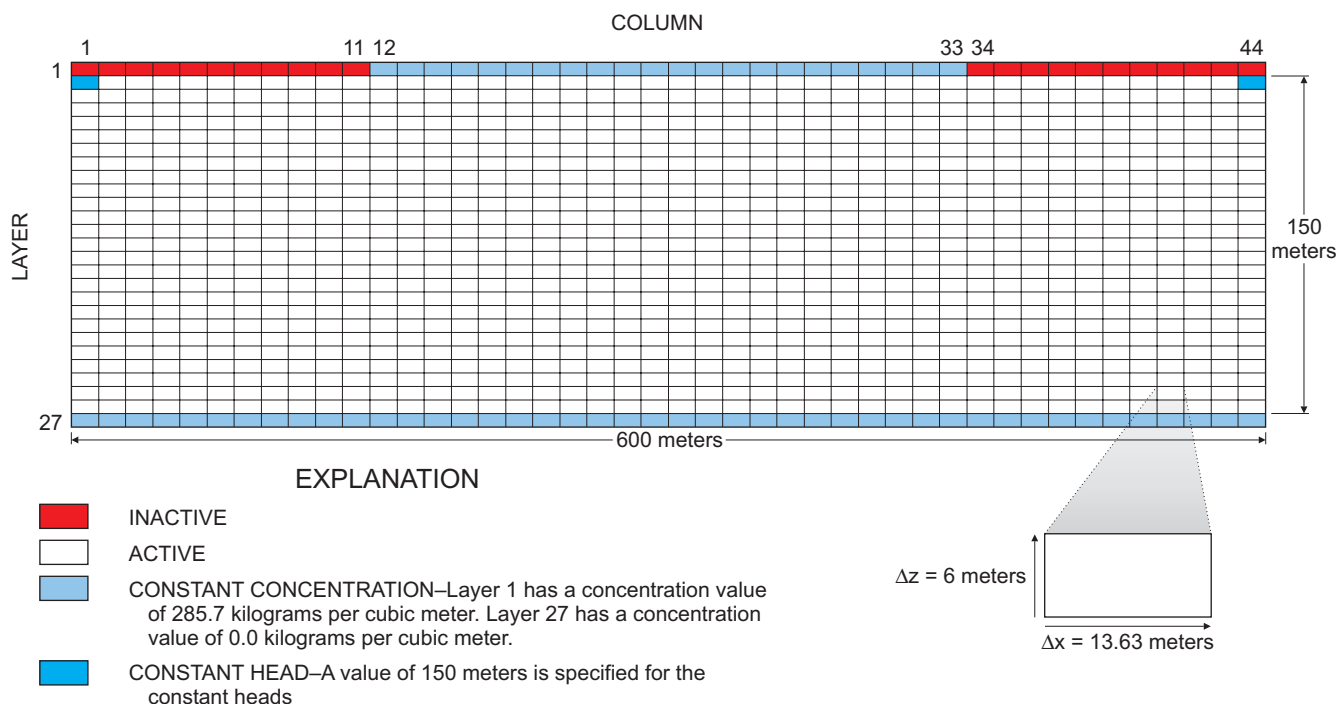 COLUMN
1 11 12 33 34 44
1
LAYER
150
meters
27
600 meters
EXPLANATION
INACTIVE
ACTIVE
CONSTANT CONCENTRATION–Layer 1 has a concentration value
of 285.7 kilograms per cubic meter. Layer 27 has a concentration
value of 0.0 kilograms per cubic meter.
CONSTANT HEAD–A value of 150 meters is specified for the
constant heads
Δz = 6 meters
Δx = 13.63 meters